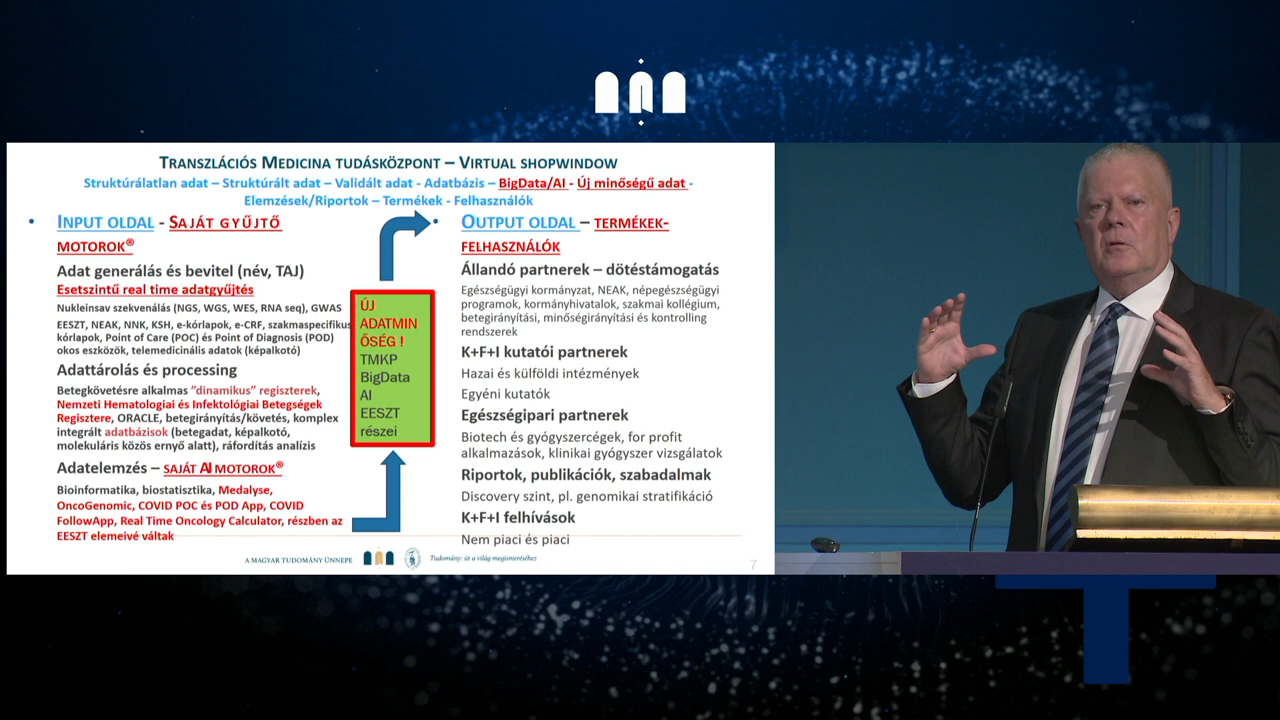 TRANSZLÁCIÓS MEDICINA TUDÁSKÖZPONT – VIRTUAL SHOPWINDOW
Struktúrálatlan adat – Struktúrált adat – Validált adat - Adatbázis – BigData/AI - Új minőségű adat -
Elemzések/Riportok – Termékek - Felhasználók
• INPUT OLDAL - SAJÁT GYŰJTŐ
MOTOROK®
Adat generálás és bevitel (név, TAJ)
Esetszintű real time adatgyűjtés
Nukleinsav szekvenálás (NGS, WGS, WES, RNA seq), GWAS
EESZT, NEAK, NNK, KSH, e-kórlapok, e-CRF, szakmaspecifikus
kórlapok, Point of Care (POC) és Point of Diagnosis (POD)
okos eszközök, telemedicinális adatok (képalkotó)
Adattárolás és processing
Betegkövetésre alkalmas "dinamikus" regiszterek,
Nemzeti Hematologiai és Infektológiai Betegségek
Regisztere, ORACLE, betegirányítás/követés, komplex
integrált adatbázisok (betegadat, képalkotó,
molekuláris közös ernyő alatt), ráfordítás analízis
Adatelemzés – SAJÁT AI MOTOROK®
Bioinformatika, biostatisztika, Medalyse,
OncoGenomic, COVID POC és POD App, COVID
FollowApp, Real Time Oncology Calculator, részben az
EESZT elemeivé váltak
ÚJ
ADATMIN
ŐSÉG !
TMKP
BigData
AI
EESZT
részei
• OUTPUT OLDAL – TERMÉKEK-
FELHASZNÁLÓK
Állandó partnerek – dötéstámogatás
Egészségügyi kormányzat, NEAK, népegészségügyi
programok, kormányhivatalok, szakmai kollégium,
betegirányítási, minőségirányítási és kontrolling
rendszerek
K+F+I kutatói partnerek
Hazai és külföldi intézmények
Egyéni kutatók
Egészségipari partnerek
Biotech és gyógyszercégek, for profit
alkalmazások, klinikai gyógyszer vizsgálatok
Riportok, publikációk, szabadalmak
Discovery szint, pl. genomikai stratifikáció
K+F+I felhívások
Nem piaci és piaci
A MAGYAR TUDOMÁNY ÜNNEPE
Tudomány: út a világ megismeréséhez
7